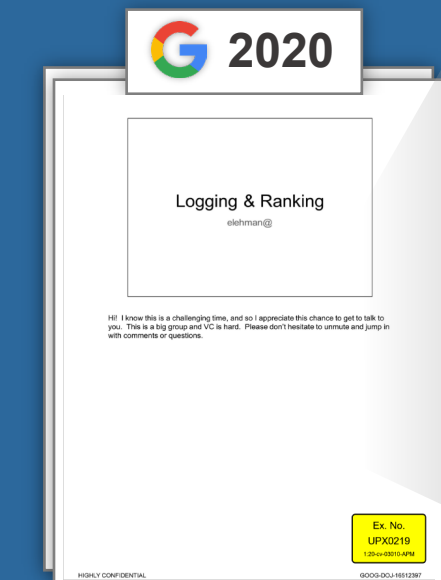 G 2020
Logging & Ranking
elehman@
Hi! I know this is a challenging time, and so I appreciate this chance to get to talk to
you. This is a big group and VC is hard. Please don't hesitate to unmute and jump in
with comments or questions.
Ex. No.
UPX0219
1:20-cv-03010-APM
HIGHLY CONFIDENTIAL GOOG-DOJ-16512397